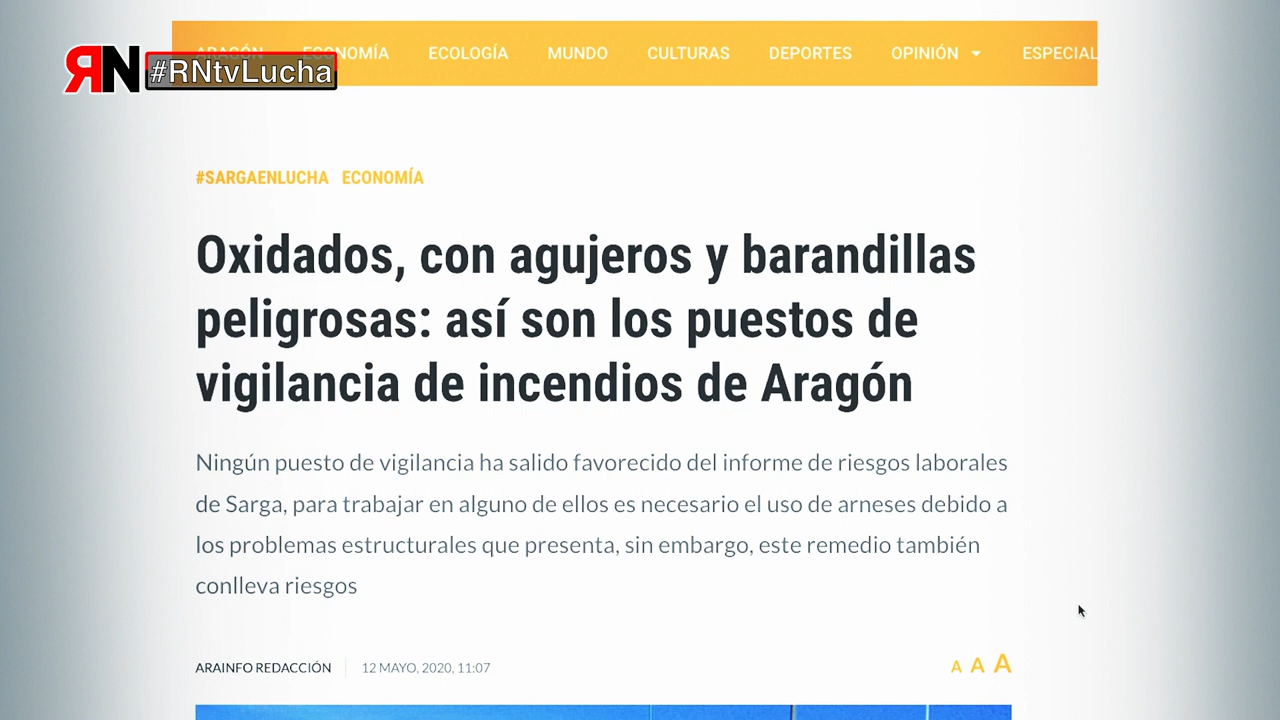 ARAGÓN ECONOMÍA ECOLOGÍA MUNDO CULTURAS DEPORTES OPINIÓN ESPECIAL
RN #RNtvLucha
#SARGAENLUCHA ECONOMÍA
Oxidados, con agujeros y barandillas
peligrosas: así son los puestos de
vigilancia de incendios de Aragón
Ningún puesto de vigilancia ha salido favorecido del informe de riesgos laborales
de Sarga, para trabajar en alguno de ellos es necesario el uso de arneses debido a
los problemas estructurales que presenta, sin embargo, este remedio también
conlleva riesgos
ARAINFO REDACCIÓN 12 MAYO, 2020, 11:07 A A A